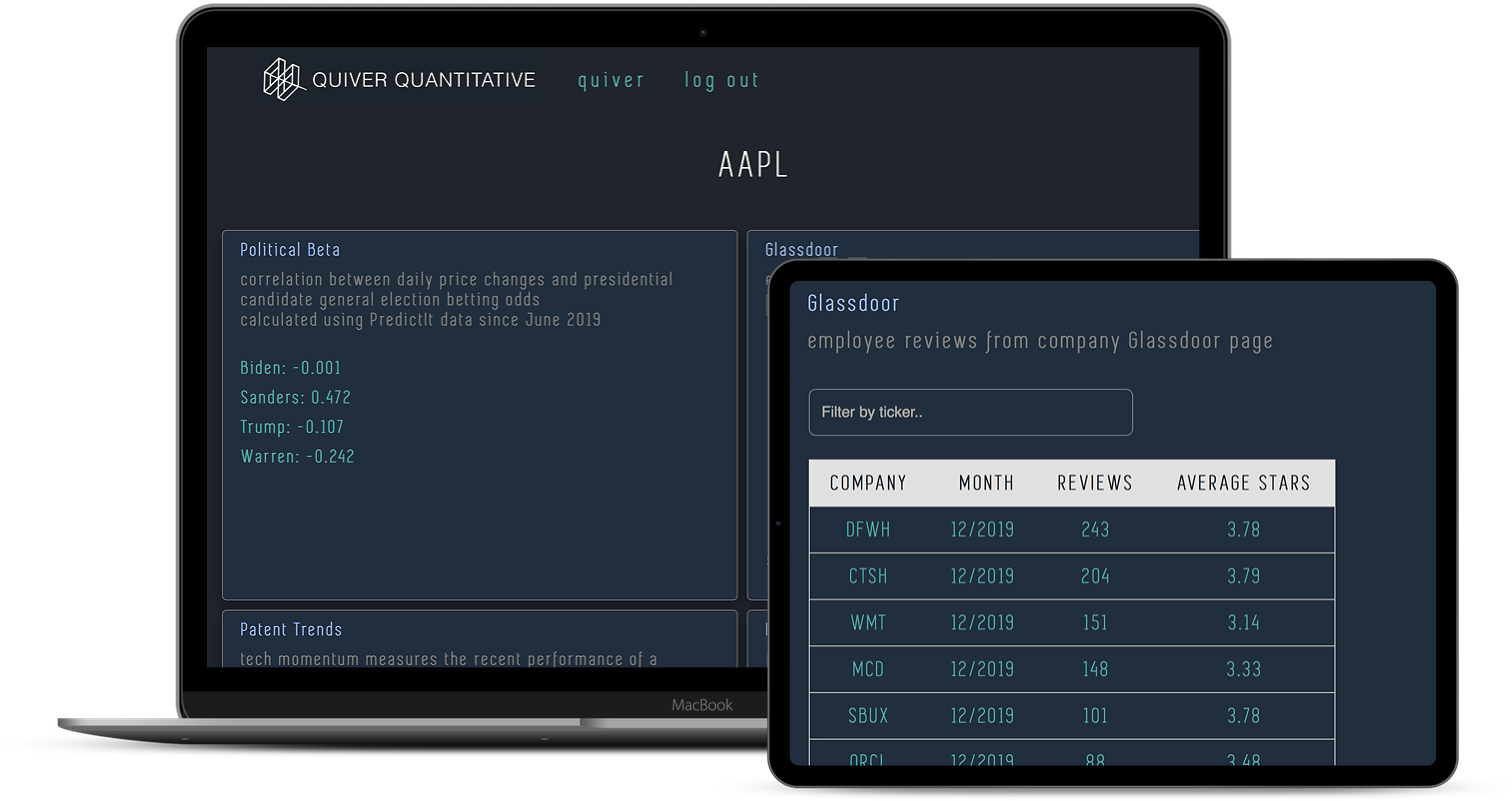 QUIVER QUANTITATIVE quiver log out
AAPL
Political Beta
correlation between daily price changes and presidential
candidate general election betting odds
calculated using PredictIt data since June 2019
Biden: -0.001
Sanders: 0.472
Trump: -0.107
Warren: -0.242
Glassdoor
Patent Trends
tech momentum measures the recent performance of a
MacBook
Glassdoor
employee reviews from company Glassdoor page
Filter by ticker..
COMPANY MONTH REVIEWS AVERAGE STARS
DFWH 12/2019 243 3.78
CTSH 12/2019 204 3.79
WMT 12/2019 151 3.14
MCD 12/2019 148 3.33
SBUX 12/2019 101 3.78
ORCL 12/2019 88 3.48